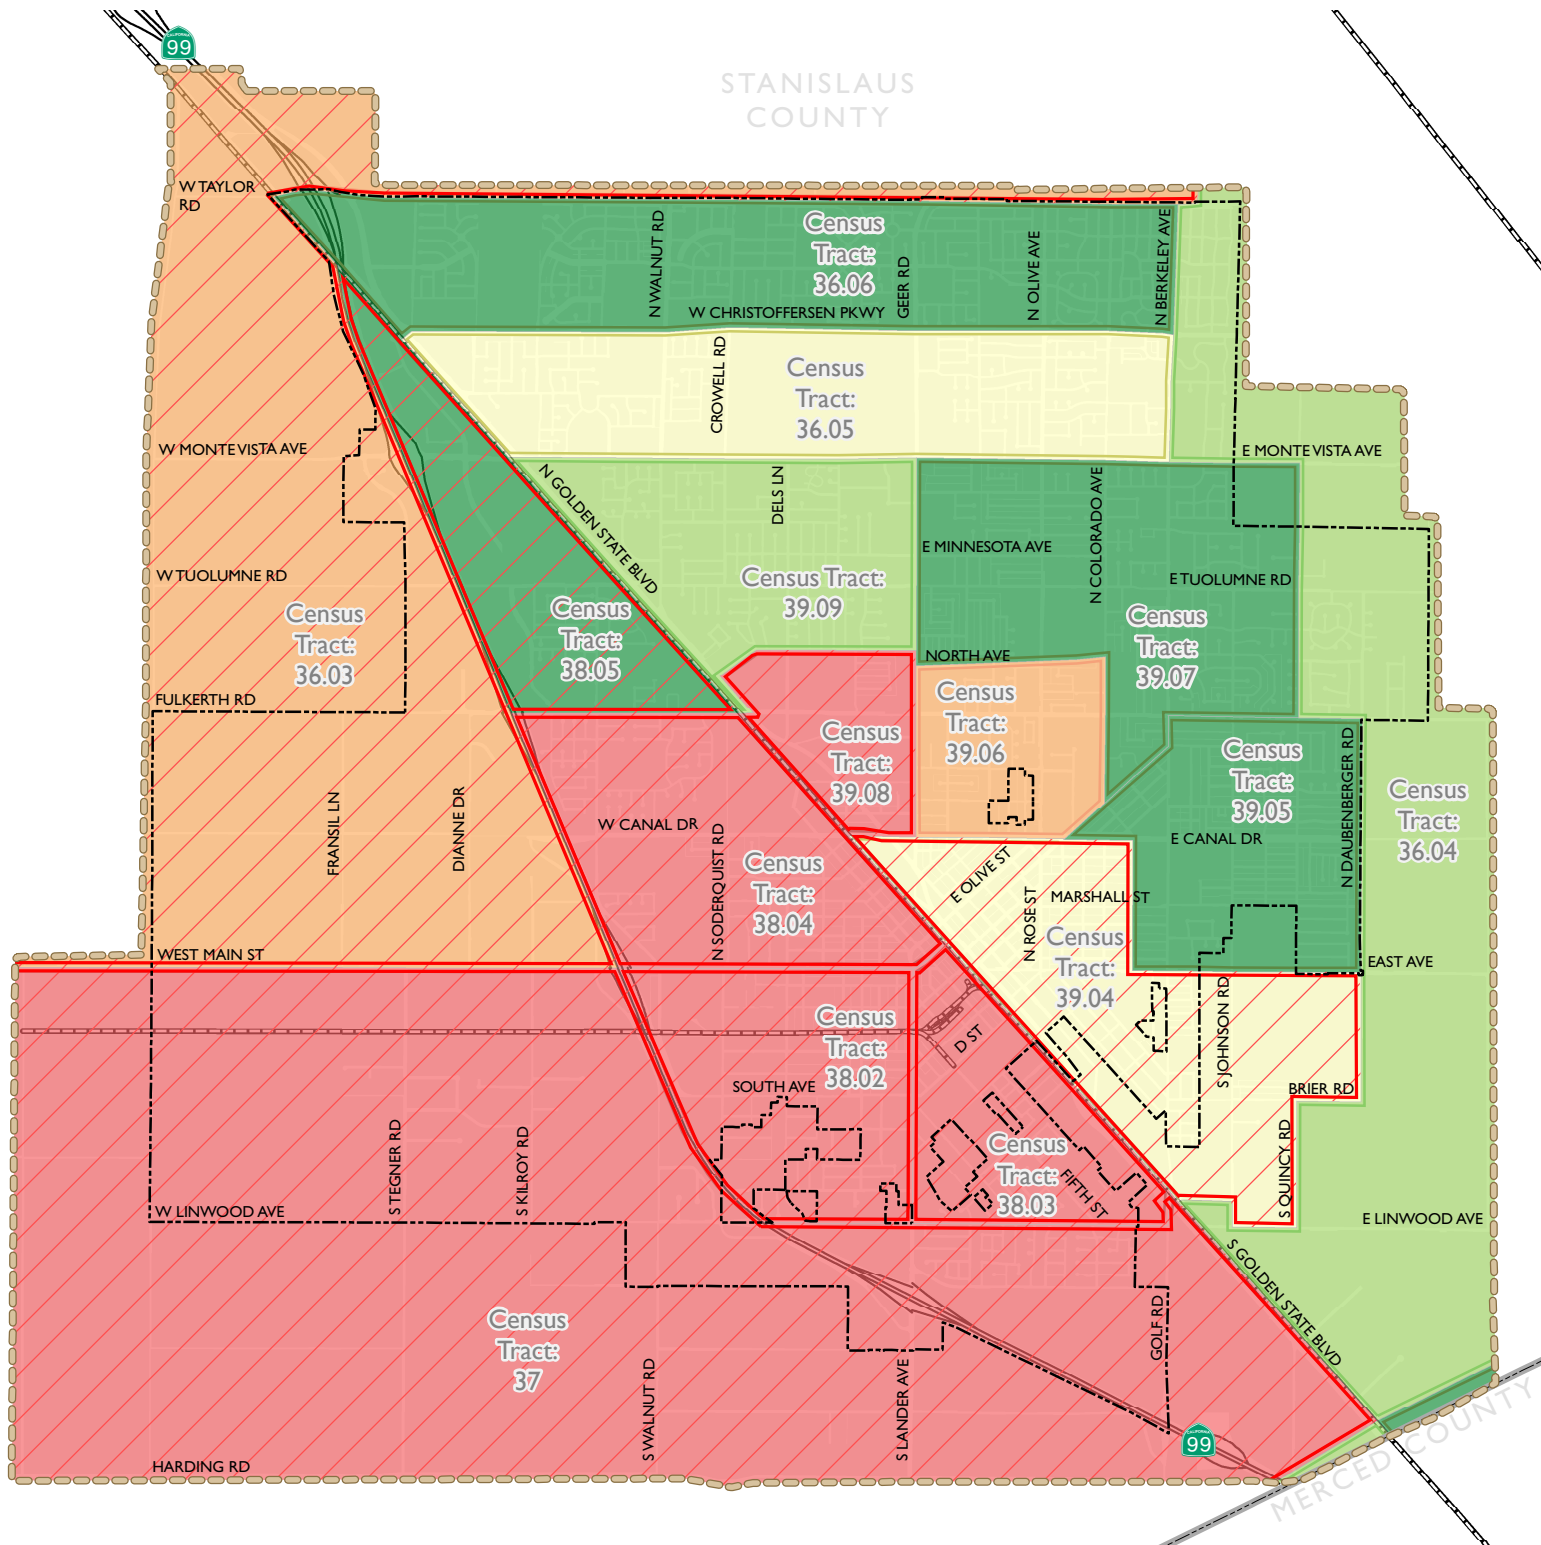 CALIFORNIA
99
STANISLAUS
COUNTY
W TAYLOR
RD
N WALNUT RD
Census
Tract:
36.06
GEER RD
N OLIVE AVE
N BERKELEY AVE
W CHRISTOFFERSEN PKWY
CROWELL RD
Census
Tract:
36.05
W MONTE VISTA AVE
E MONTE VISTA AVE
N GOLDEN STATE BLVD
DELS LN
N COLORADO AVE
E MINNESOTA AVE
W TUOLUMNE RD
Census Tract:
39.09
E TUOLUMNE RD
Census
Tract:
36.03
Census
Tract:
38.05
Census
Tract:
39.07
NORTH AVE
FULKERTH RD
Census
Tract:
39.06
Census
Tract:
39.08
Census
Tract:
39.05
N DAUBENBERGER RD
Census
Tract:
36.04
FRANSIL LN
DIANNE DR
W CANAL DR
N SODERQUIST RD
Census
Tract:
38.04
E CANAL DR
E OLIVE ST
N ROSE ST
MARSHALL ST
Census
Tract:
39.04
WEST MAIN ST
EAST AVE
Census
Tract:
38.02
D ST
S JOHNSON RD
SOUTH AVE
BRIER RD
S TEGNER RD
S KILROY RD
Census
Tract:
38.03
FIFTH ST
S QUINCY RD
W LINWOOD AVE
E LINWOOD AVE
S GOLDEN STATE BLVD
Census
Tract:
37
GOLF RD
S WALNUT RD
S LANDER AVE
CALIFORNIA
99
HARDING RD
MERCED COUNTY